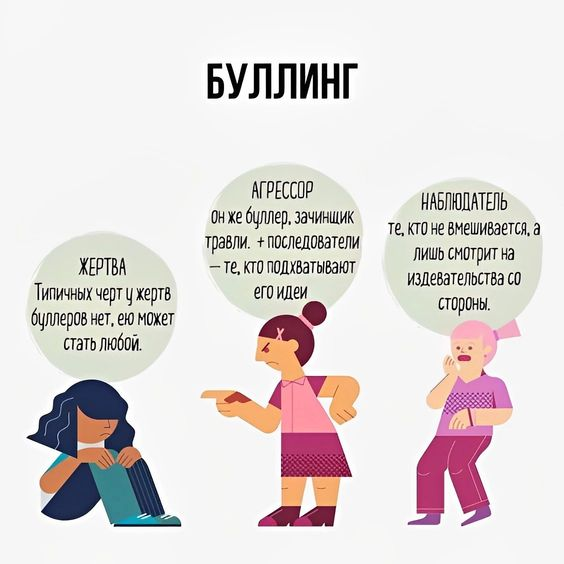 БУЛЛИНГ
ЖЕРТВА
Типичных черт у жертв
буллеров нет, ею может
стать любой.
АГРЕССОР
он же буллер, зачинщик
травли. + последователи
– те, кто подхватывают
его идеи
НАБЛЮДАТЕЛЬ
те, кто не вмешивается, а
лишь смотрит на
издевательства со
стороны.